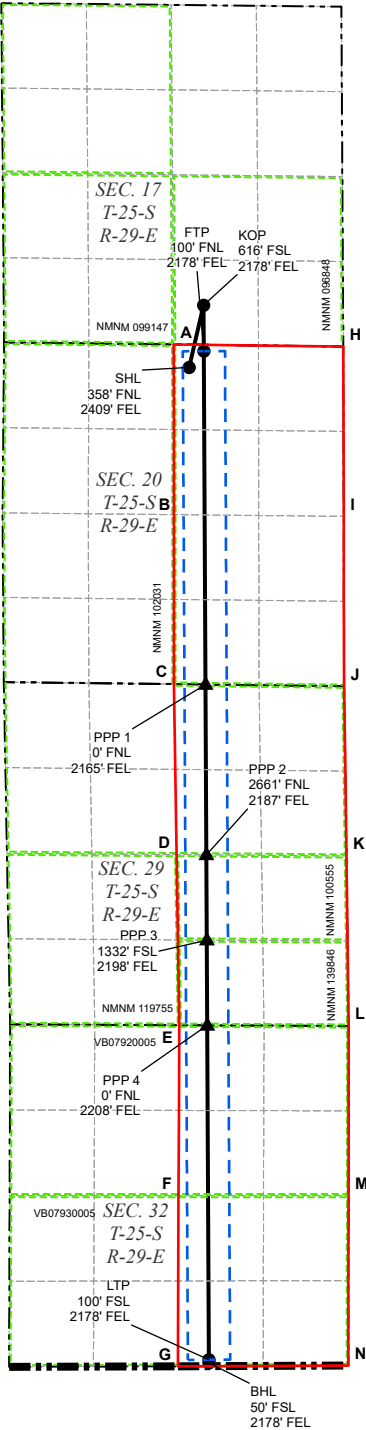 SEC. 17
T-25-S
R-29-E
FTP
100' FNL
2178' FEL
KOP
616' FSL
2178' FEL
NMNM 096848
NMNM 099147
A
H
SHL
358' FNL
2409' FEL
SEC. 20
T-25-S
R-29-E
B
I
NMNM 102031
C
J
PPP 1
0' FNL
2165' FEL
PPP 2
2661' FNL
2187' FEL
D
K
SEC. 29
T-25-S
R-29-E
NMNM 100555
PPP 3
1332' FSL
2198' FEL
NMNM 139846
NMNM 119755
L
E
VB07920005
PPP 4
0' FNL
2208' FEL
F
M
VB07930005
SEC. 32
T-25-S
R-29-E
LTP
100' FSL
2178' FEL
G
N
BHL
50' FSL
2178' FEL